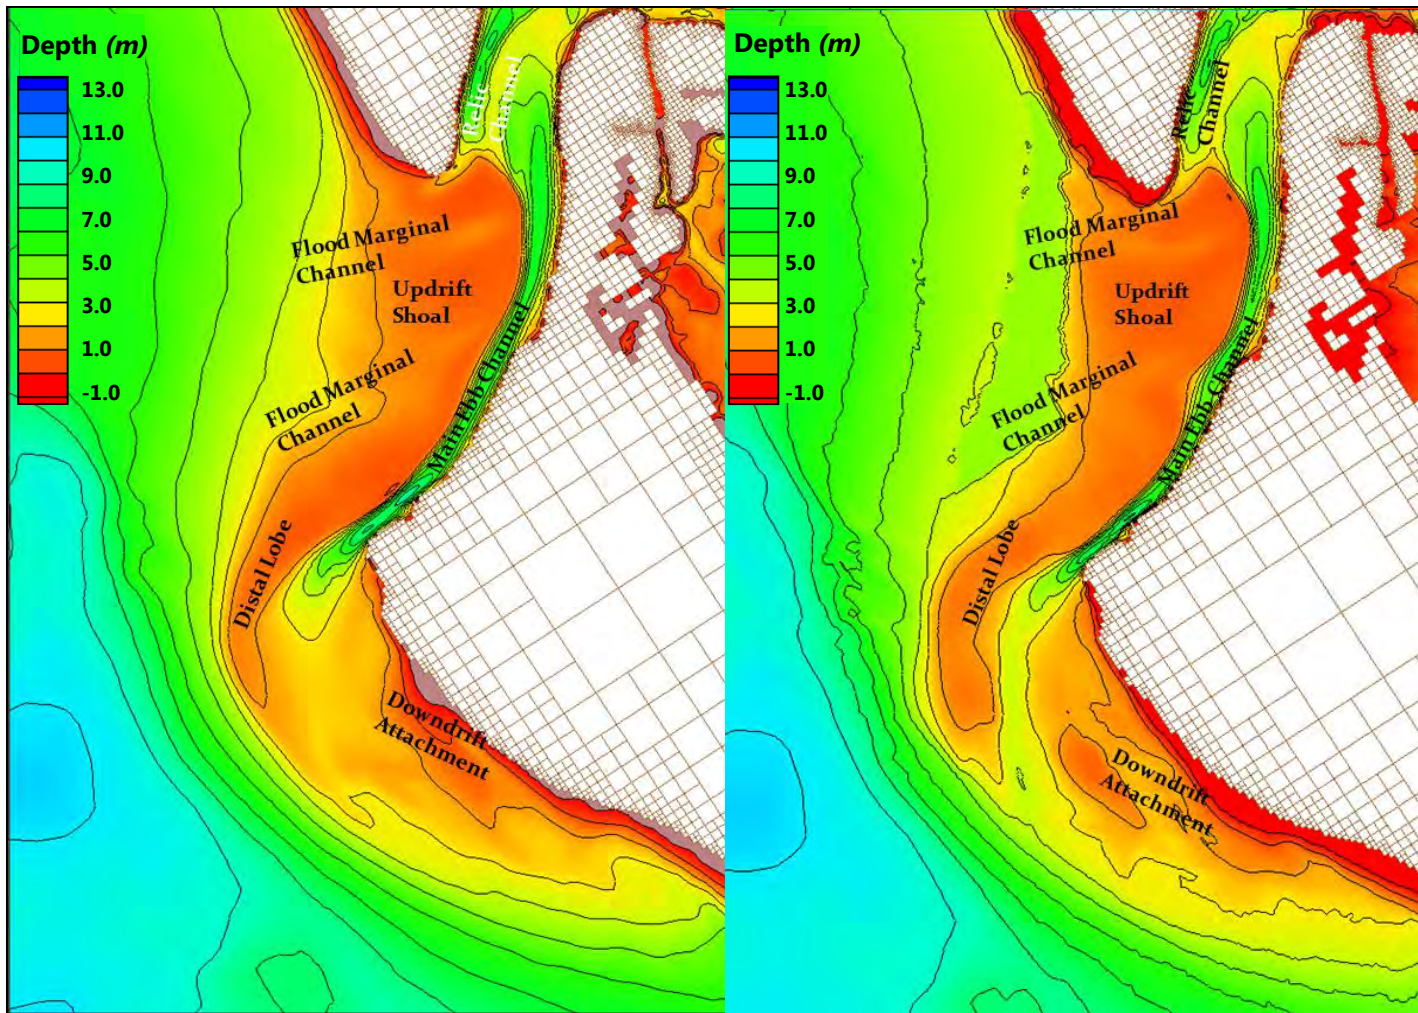 Depth (m)
13.0
11.0
9.0
7.0
5.0
3.0
1.0
-1.0
Relic
Channel
Flood Marginal
Channel
Updrift
Shoal
Flood Marginal
Channel
Main Ebb Channel
Distal Lobe
Downdrift
Attachment
Depth (m)
13.0
11.0
9.0
7.0
5.0
3.0
1.0
-1.0
Relic
Channel
Flood Marginal
Channel
Updrift
Shoal
Flood Marginal
Channel
Main Ebb Channel
Distal Lobe
Downdrift
Attachment